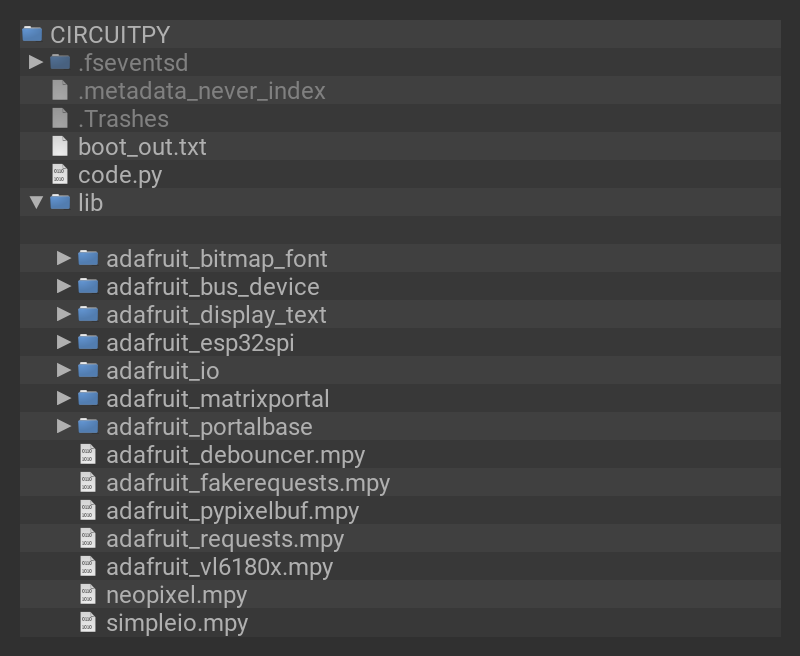 CIRCUITPY
.fseventsd
.metadata_never_index
.Trashes
boot_out.txt
code.py
lib
adafruit_bitmap_font
adafruit_bus_device
adafruit_display_text
adafruit_esp32spi
adafruit_io
adafruit_matrixportal
adafruit_portalbase
adafruit_debouncer.mpy
adafruit_fakerequests.mpy
adafruit_pypixelbuf.mpy
adafruit_requests.mpy
adafruit_vl6180x.mpy
neopixel.mpy
simpleio.mpy